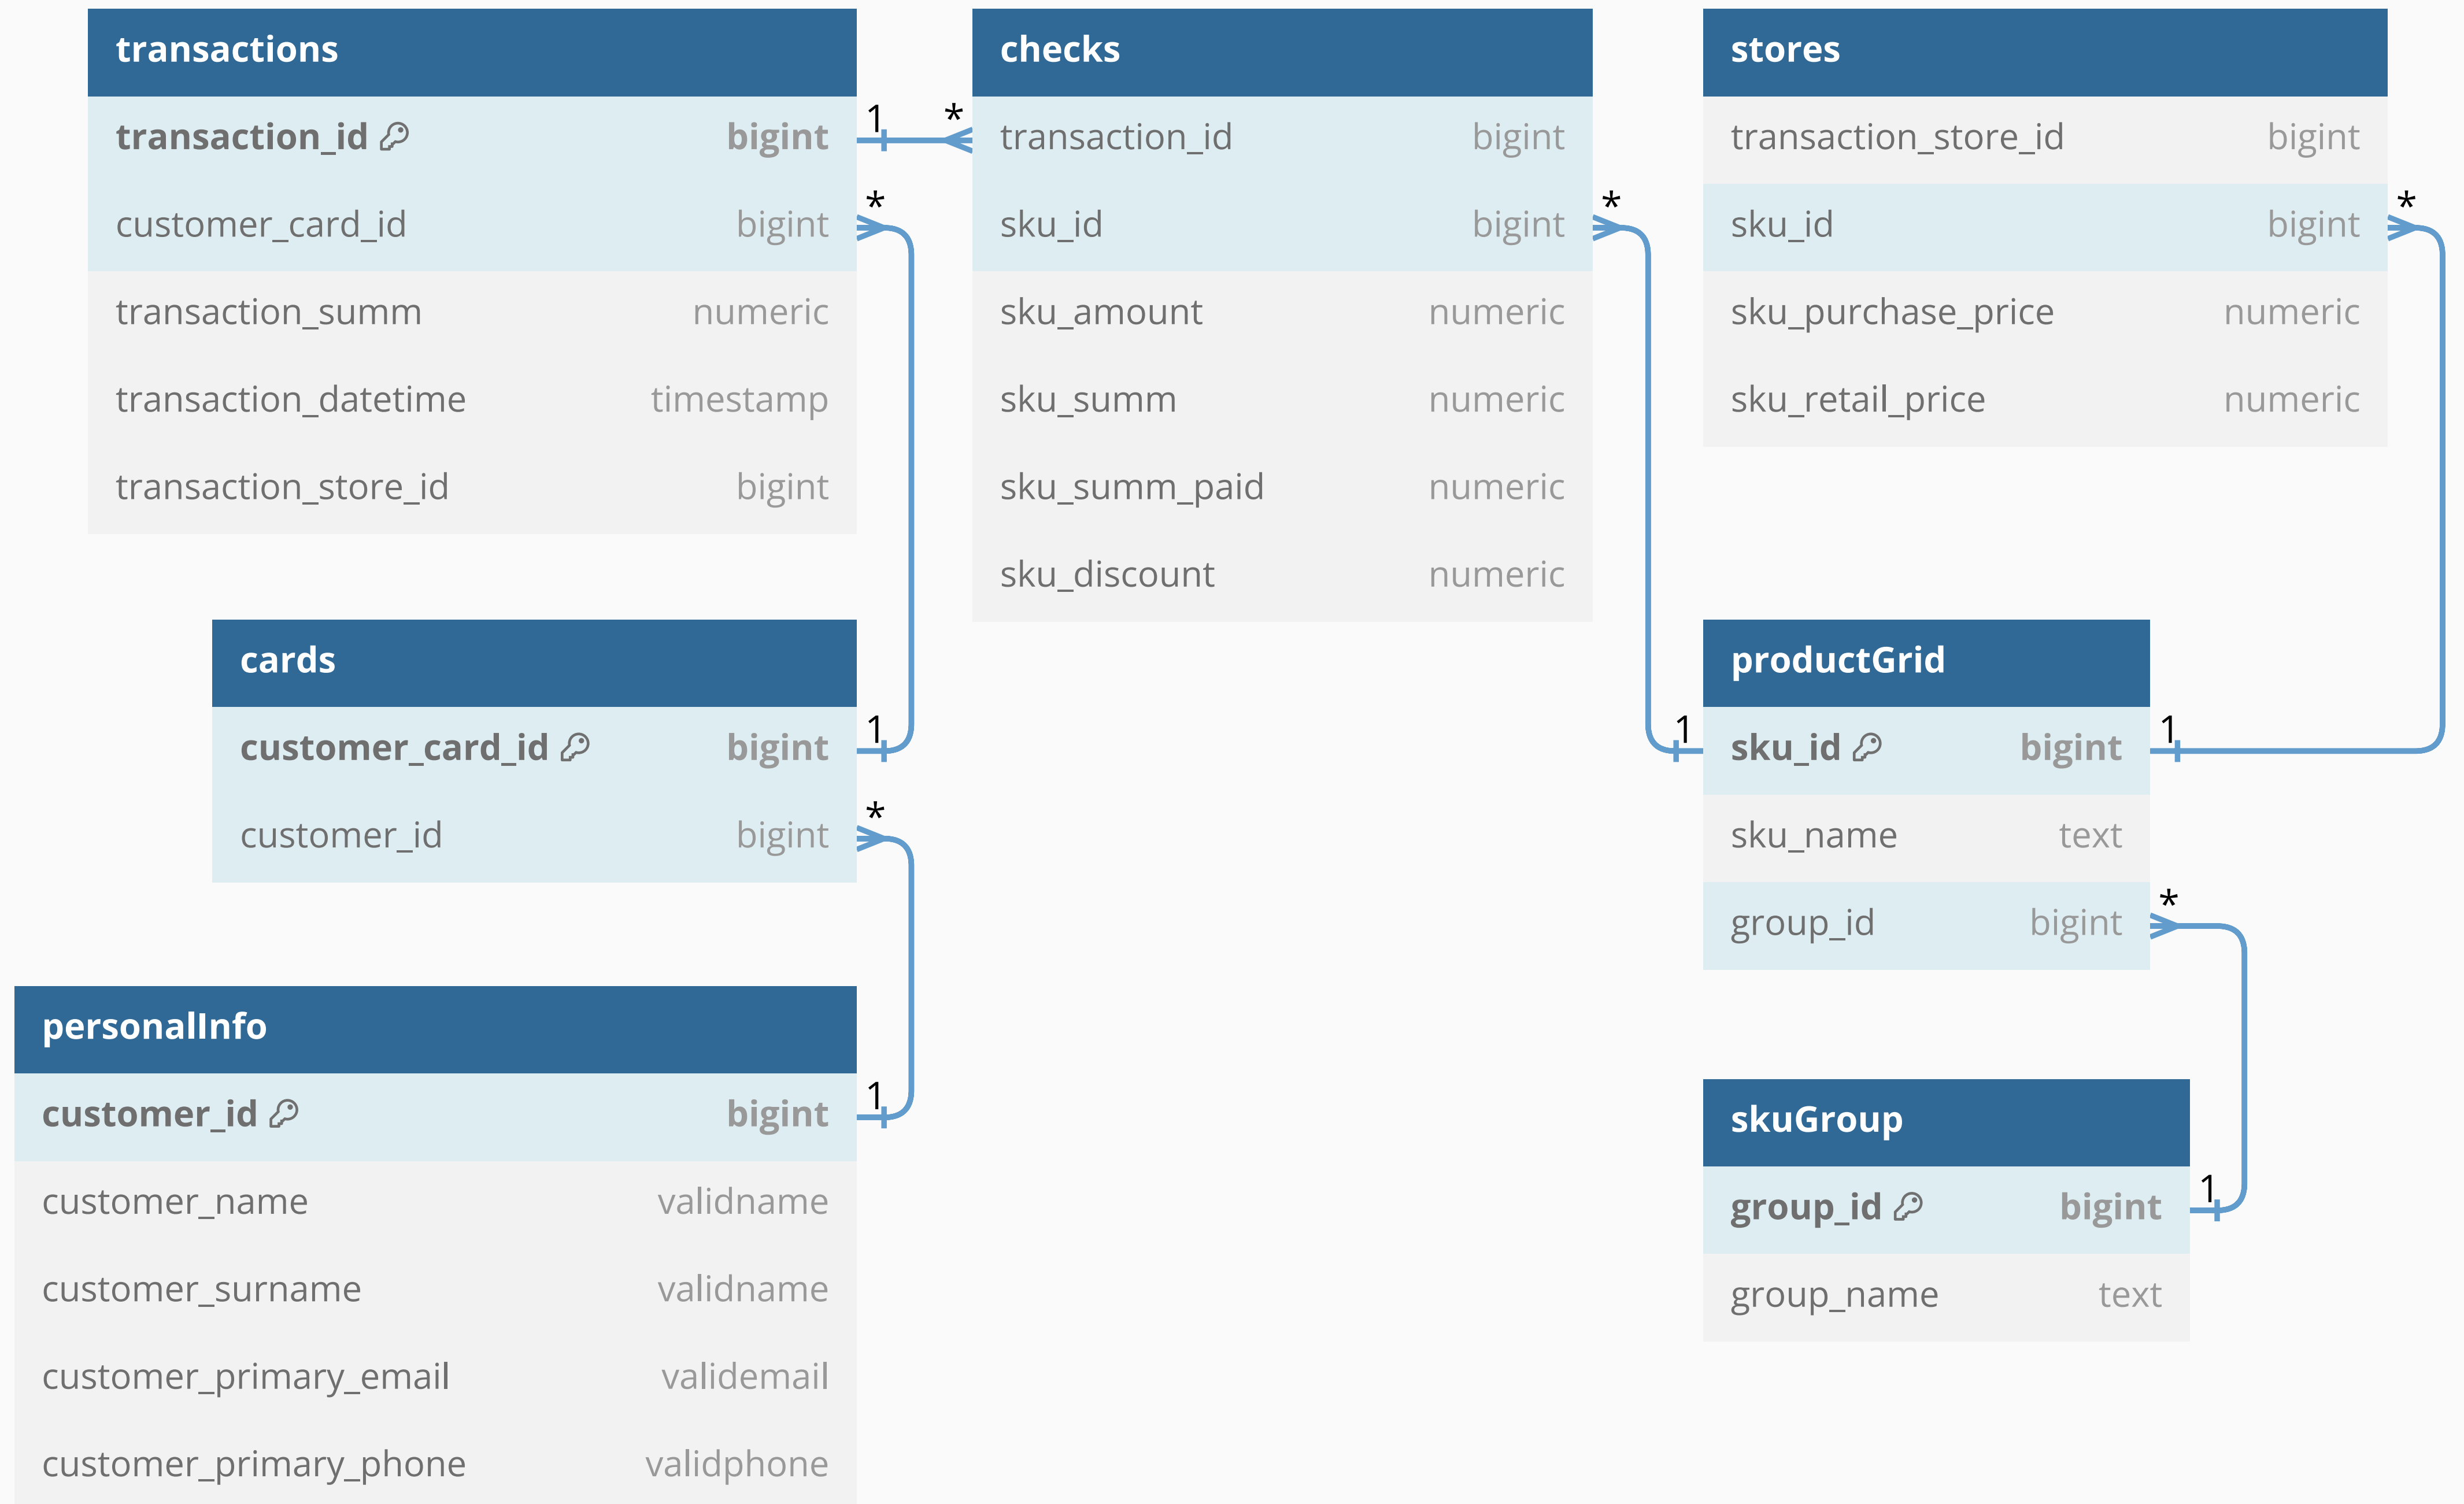 transactions
transaction_id bigint
customer_card_id bigint
transaction_summ numeric
transaction_datetime timestamp
transaction_store_id bigint
1 *
*
checks
transaction_id bigint
sku_id bigint
sku_amount numeric
sku_summ numeric
sku_summ_paid numeric
sku_discount numeric
*
stores
transaction_store_id bigint
sku_id bigint
sku_purchase_price numeric
sku_retail_price numeric
*
cards
customer_card_id bigint
customer_id bigint
1
*
productGrid
sku_id bigint
sku_name text
group_id bigint
1
1
*
personalInfo
customer_id bigint
customer_name validname
customer_surname validname
customer_primary_email validemail
customer_primary_phone validphone
1
skuGroup
group_id bigint
group_name text
1